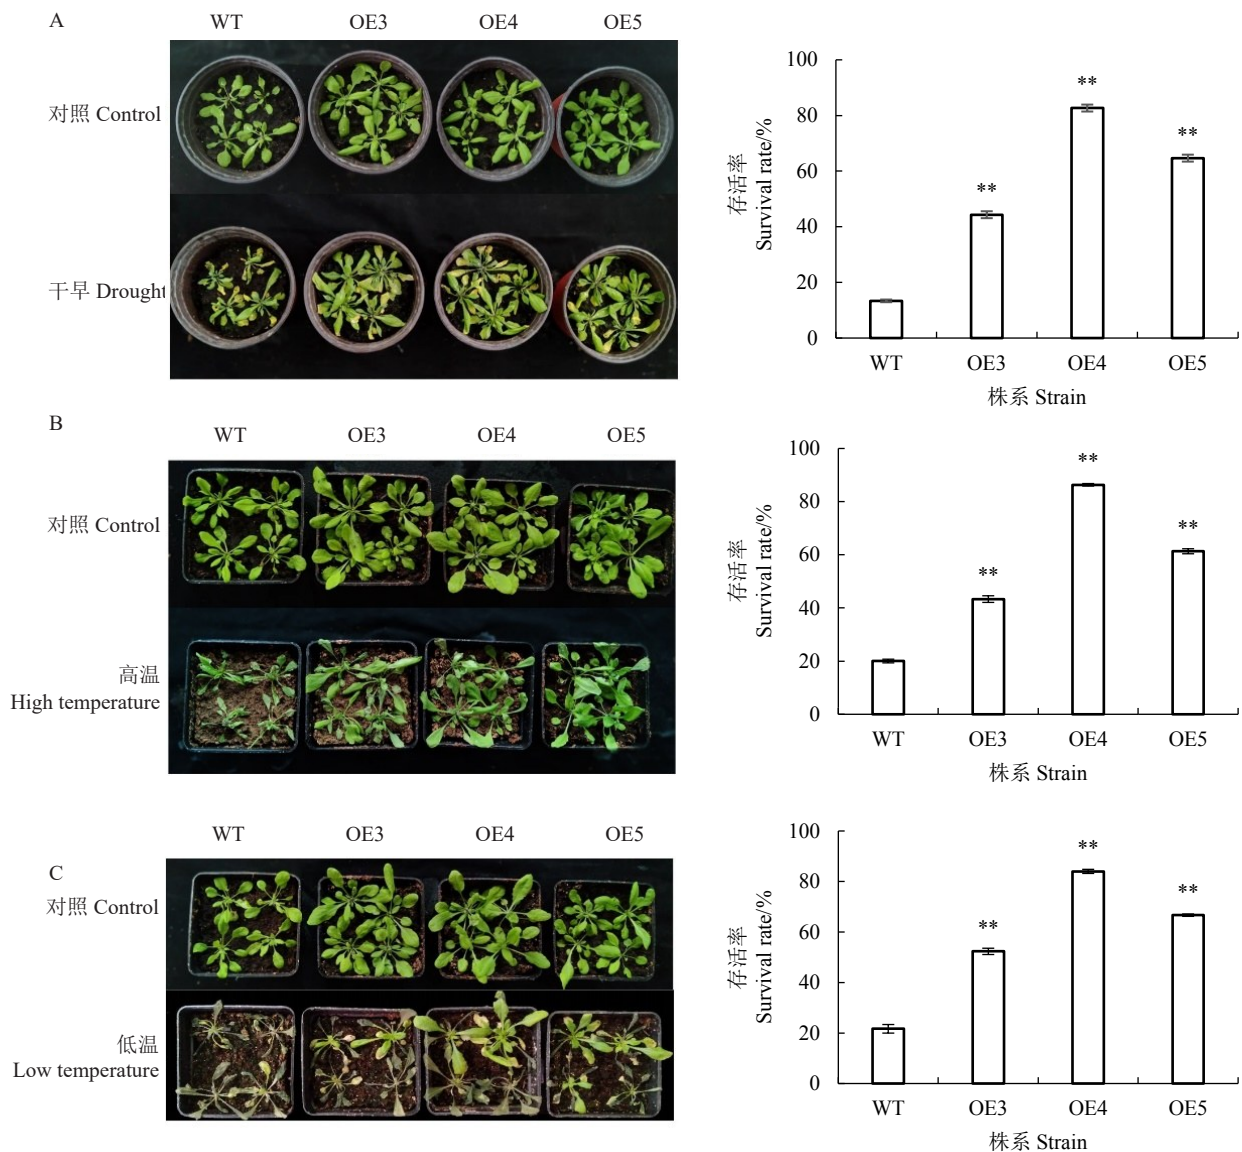 A
WT OE3 OE4 OE5
对照 Control
干早 Drought
100
80
60
40
20
0
存活率
Survival rate/%
**
**
**
WT OE3 OE4 OE5
株系 Strain
B
WT OE3 OE4 OE5
对照 Control
高温
High temperature
100
80
60
40
20
0
存活率
Survival rate/%
**
**
**
WT OE3 OE4 OE5
株系 Strain
C
WT OE3 OE4 OE5
对照 Control
低温
Low temperature
100
80
60
40
20
0
存活率
Survival rate/%
**
**
**
WT OE3 OE4 OE5
株系 Strain